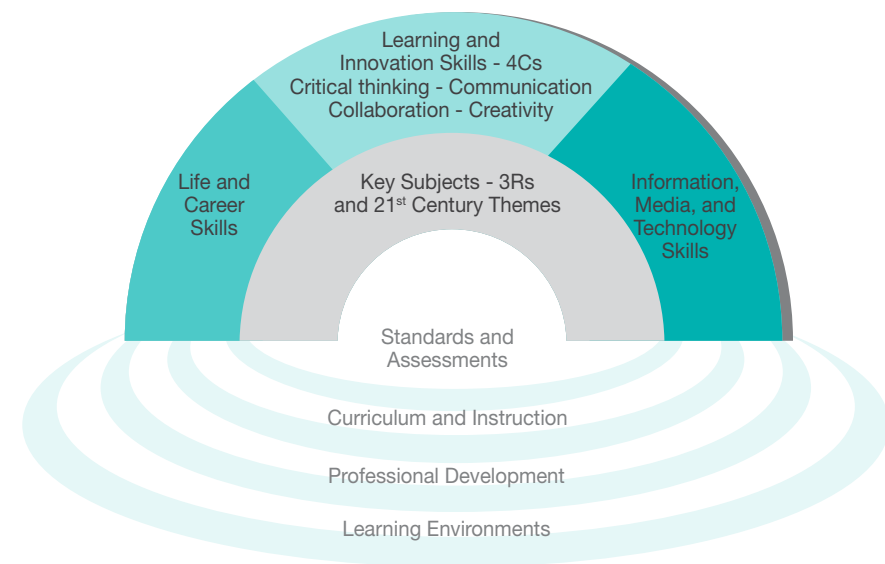 Learning and
Innovation Skills - 4Cs
Critical thinking - Communication
Collaboration - Creativity
Life and
Career
Skills
Key Subjects - 3Rs
and 21st Century Themes
Information,
Media, and
Technology
Skills
Standards and
Assessments
Curriculum and Instruction
Professional Development
Learning Environments